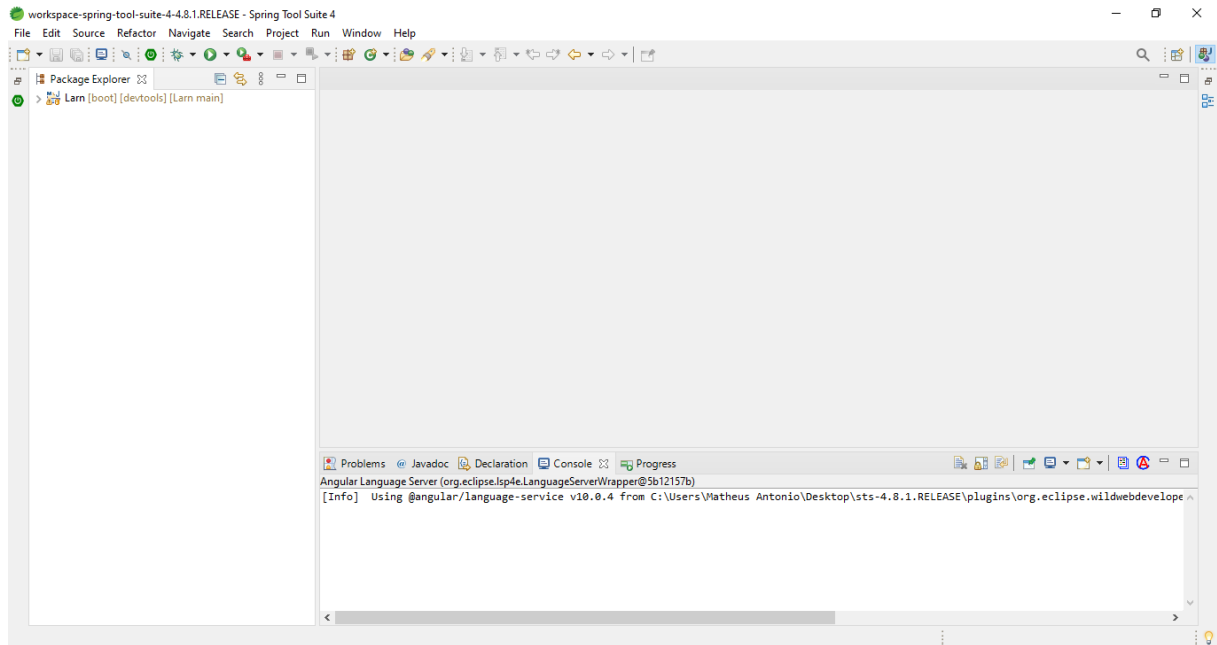 workspace-spring-tool-suite-4-4.8.1.RELEASE - Spring Tool Suite 4
File Edit Source Refactor Navigate Search Project Run Window Help
Package Explorer
Larn [boot] [devtools] [Larn main]
Problems @ Javadoc Declaration Console Progress
Angular Language Server (org.eclipse.lsp4e.LanguageServerWrapper@5b12157b)
[Info] Using @angular/language-service v10.0.4 from C:\Users\Matheus Antonio\Desktop\sts-4.8.1.RELEASE\plugins\org.eclipse.wildwebdevelope